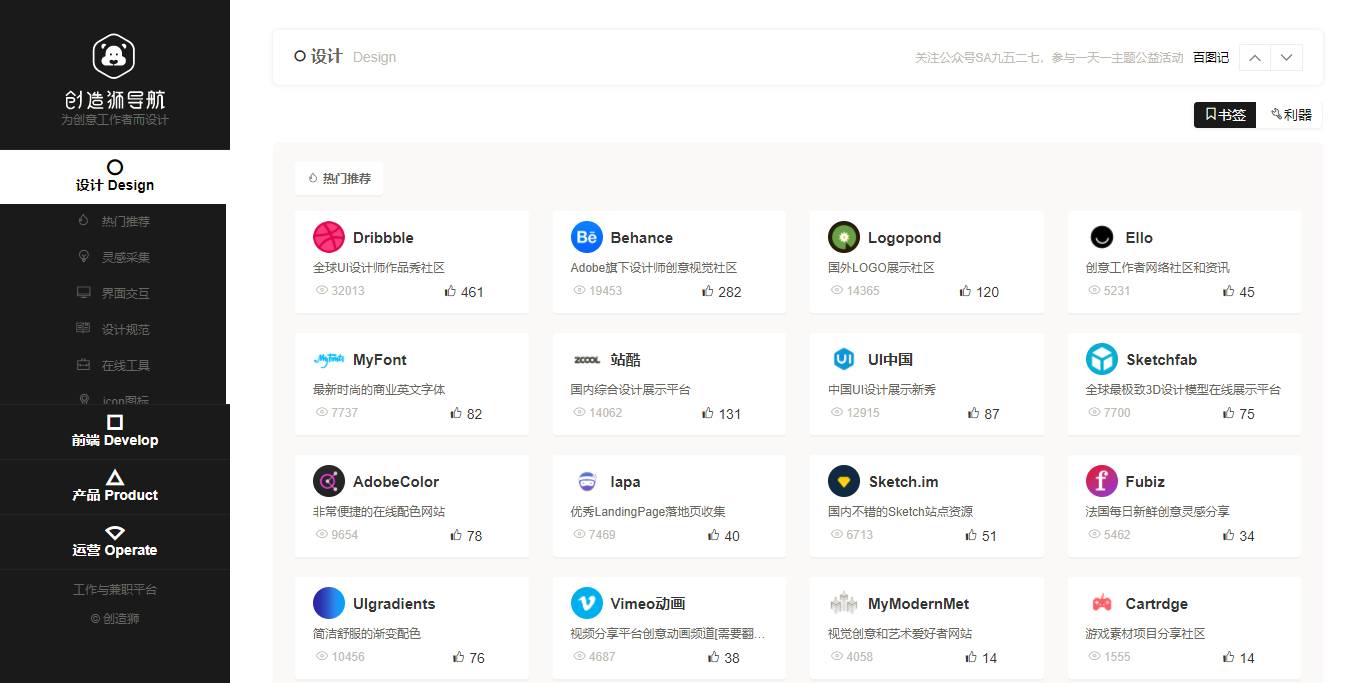 创造狮导航
为创意工作者而设计
设计 Design
热门推荐
灵感采集
界面交互
设计规范
在线工具
icon图标
前端 Develop
产品 Product
运营 Operate
工作与兼职平台
© 创造狮
设计 Design
关注公众号SA九五二七，参与一天一主题公益活动 百图记
书签 利器
热门推荐
Dribbble
全球UI设计师作品秀社区
32013 461
Behance
Adobe旗下设计师创意视觉社区
19453 282
Logopond
国外LOGO展示社区
14365 120
Ello
创意工作者网络社区和资讯
5231 45
MyFont
最新时尚的商业英文字体
7737 82
站酷
国内综合设计展示平台
14062 131
UI中国
中国UI设计展示新秀
12915 87
Sketchfab
全球最极致3D设计模型在线展示平台
7700 75
AdobeColor
非常便捷的在线配色网站
9654 78
lapa
优秀LandingPage落地页收集
7469 40
Sketch.im
国内不错的Sketch站点资源
6713 51
Fubiz
法国每日新鲜创意灵感分享
5462 34
UIgradients
简洁舒服的渐变配色
10456 76
Vimeo动画
视频分享平台创意动画频道[需要翻…
4687 38
MyModernMet
视觉创意和艺术爱好者网站
4058 14
Cartrdge
游戏素材项目分享社区
1555 14